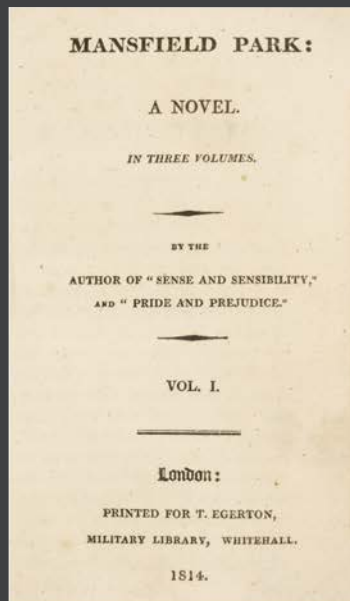 MANSFIELD PARK:
A NOVEL.
IN THREE VOLUMES.
BY THE
AUTHOR OF "SENSE AND SENSIBILITY,"
AND "PRIDE AND PREJUDICE."
VOL. I.
London:
PRINTED FOR T. EGERTON,
MILITARY LIBRARY, WHITEHALL.
1814.